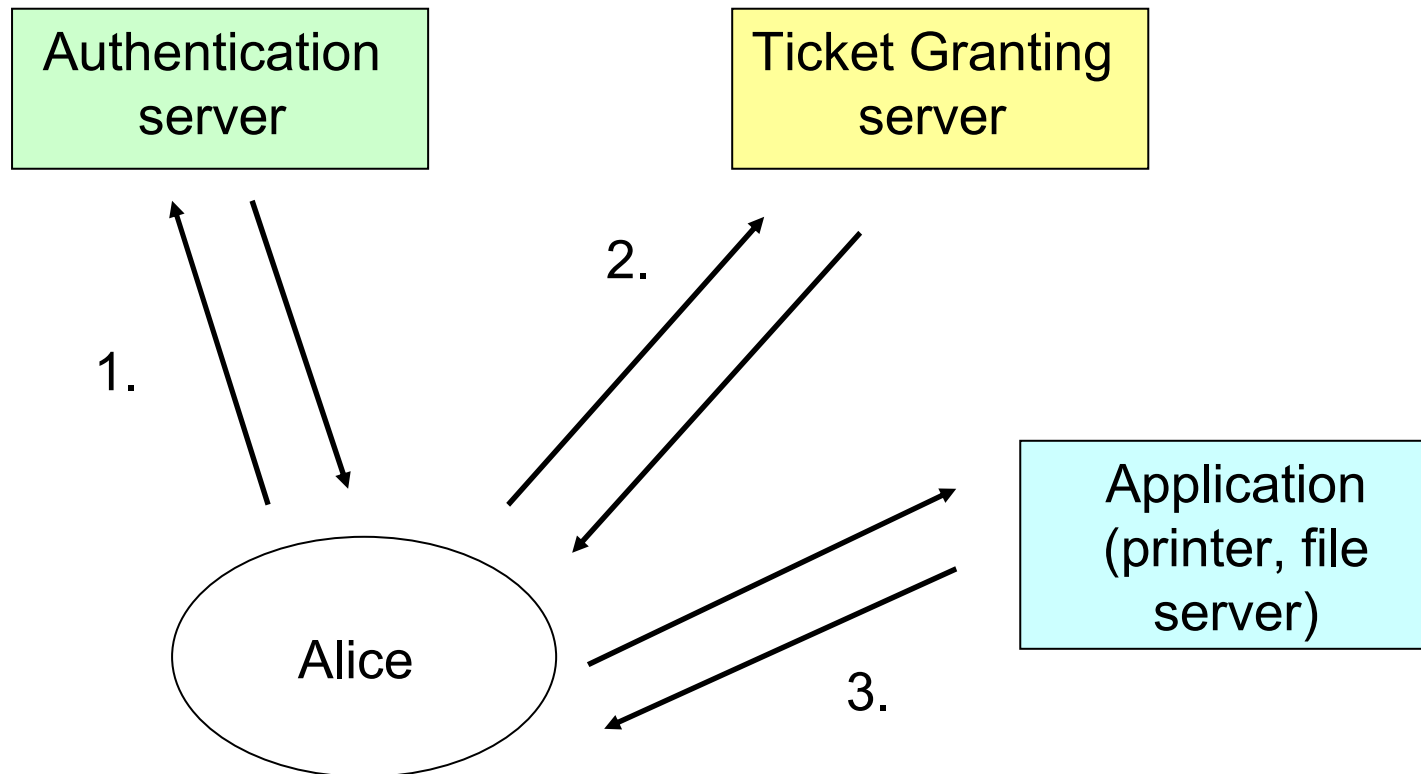 Authentication
server
Ticket Granting
server
2.
1.
Application
(printer, file
server)
Alice
3.